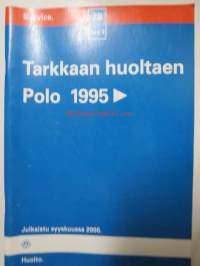 Service.
Tarkkaan huoltaen
Polo 1995 ►
Julkaistu syyskuussa 2000.
Huolto.